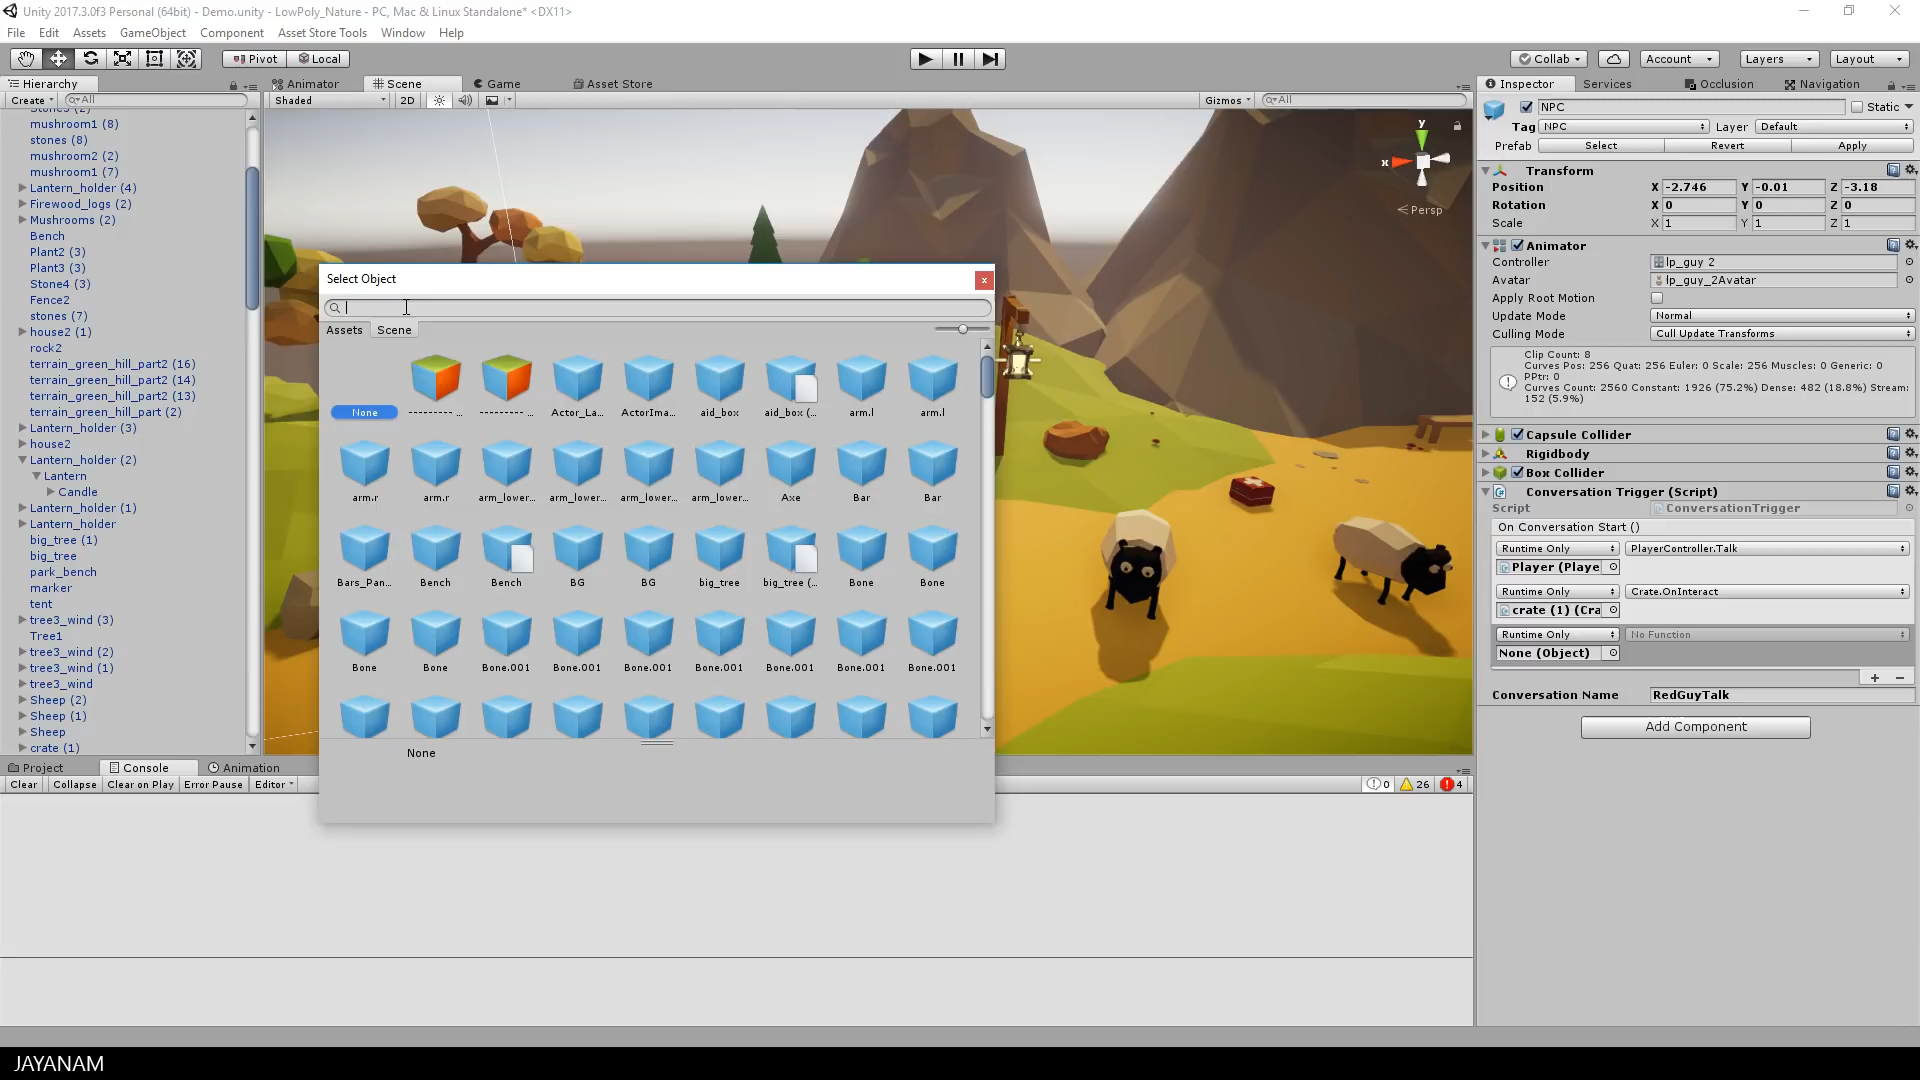 Unity 2017.3.0f3 Personal (64bit) - Demo.unity - LowPoly_Nature - PC, Mac & Linux Standalone* <DX11>
File Edit Assets GameObject Component Asset Store Tools Window Help
Pivot Local Collab Account Layers Layout
Hierarchy Animator Scene Game Asset Store Inspector Services Occlusion Navigation
Create All Shaded 2D Gizmos All
mushroom1 (8)
stones (8)
mushroom2 (2)
mushroom1 (7)
Lantern_holder (4)
Firewood_logs (2)
Mushrooms (2)
Bench
Plant2 (3)
Plant3 (3)
Stone4 (3)
Fence2
stones (7)
house2 (1)
rock2
terrain_green_hill_part2 (16)
terrain_green_hill_part2 (14)
terrain_green_hill_part2 (13)
terrain_green_hill_part (2)
Lantern_holder (3)
house2
Lantern_holder (2)
Lantern
Candle
Lantern_holder (1)
Lantern_holder
big_tree (1)
big_tree
park_bench
marker
tent
tree3_wind (3)
Tree1
tree3_wind (2)
tree3_wind (1)
tree3_wind
Sheep (2)
Sheep (1)
Sheep
crate (1)
y
x
Persp
Select Object
x
Assets Scene
None --------- ... --------- ... Actor_La... ActorIma... aid_box aid_box (... arm.l arm.l
arm.r arm.r arm_lower... arm_lower... arm_lower... arm_lower... Axe Bar Bar
Bars_Pan... Bench Bench BG BG big_tree big_tree (... Bone Bone
Bone Bone Bone.001 Bone.001 Bone.001 Bone.001 Bone.001 Bone.001 Bone.001
None
NPC Static
Tag NPC Layer Default
Prefab Select Revert Apply
Transform
Position X -2.746 Y -0.01 Z -3.18
Rotation X 0 Y 0 Z 0
Scale X 1 Y 1 Z 1
Animator
Controller lp_guy 2
Avatar lp_guy_2Avatar
Apply Root Motion
Update Mode Normal
Culling Mode Cull Update Transforms
Clip Count: 8
Curves Pos: 256 Quat: 256 Euler: 0 Scale: 256 Muscles: 0 Generic: 0
PPtr: 0
Curves Count: 2560 Constant: 1926 (75.2%) Dense: 482 (18.8%) Stream:
152 (5.9%)
Capsule Collider
Rigidbody
Box Collider
Conversation Trigger (Script)
Script ConversationTrigger
On Conversation Start ()
Runtime Only PlayerController.Talk
Player (Playe
Runtime Only Crate.OnInteract
crate (1) (Cra
Runtime Only No Function
None (Object)
+ −
Conversation Name RedGuyTalk
Add Component
Project Console Animation
Clear Collapse Clear on Play Error Pause Editor 0 26 4
JAYANAM